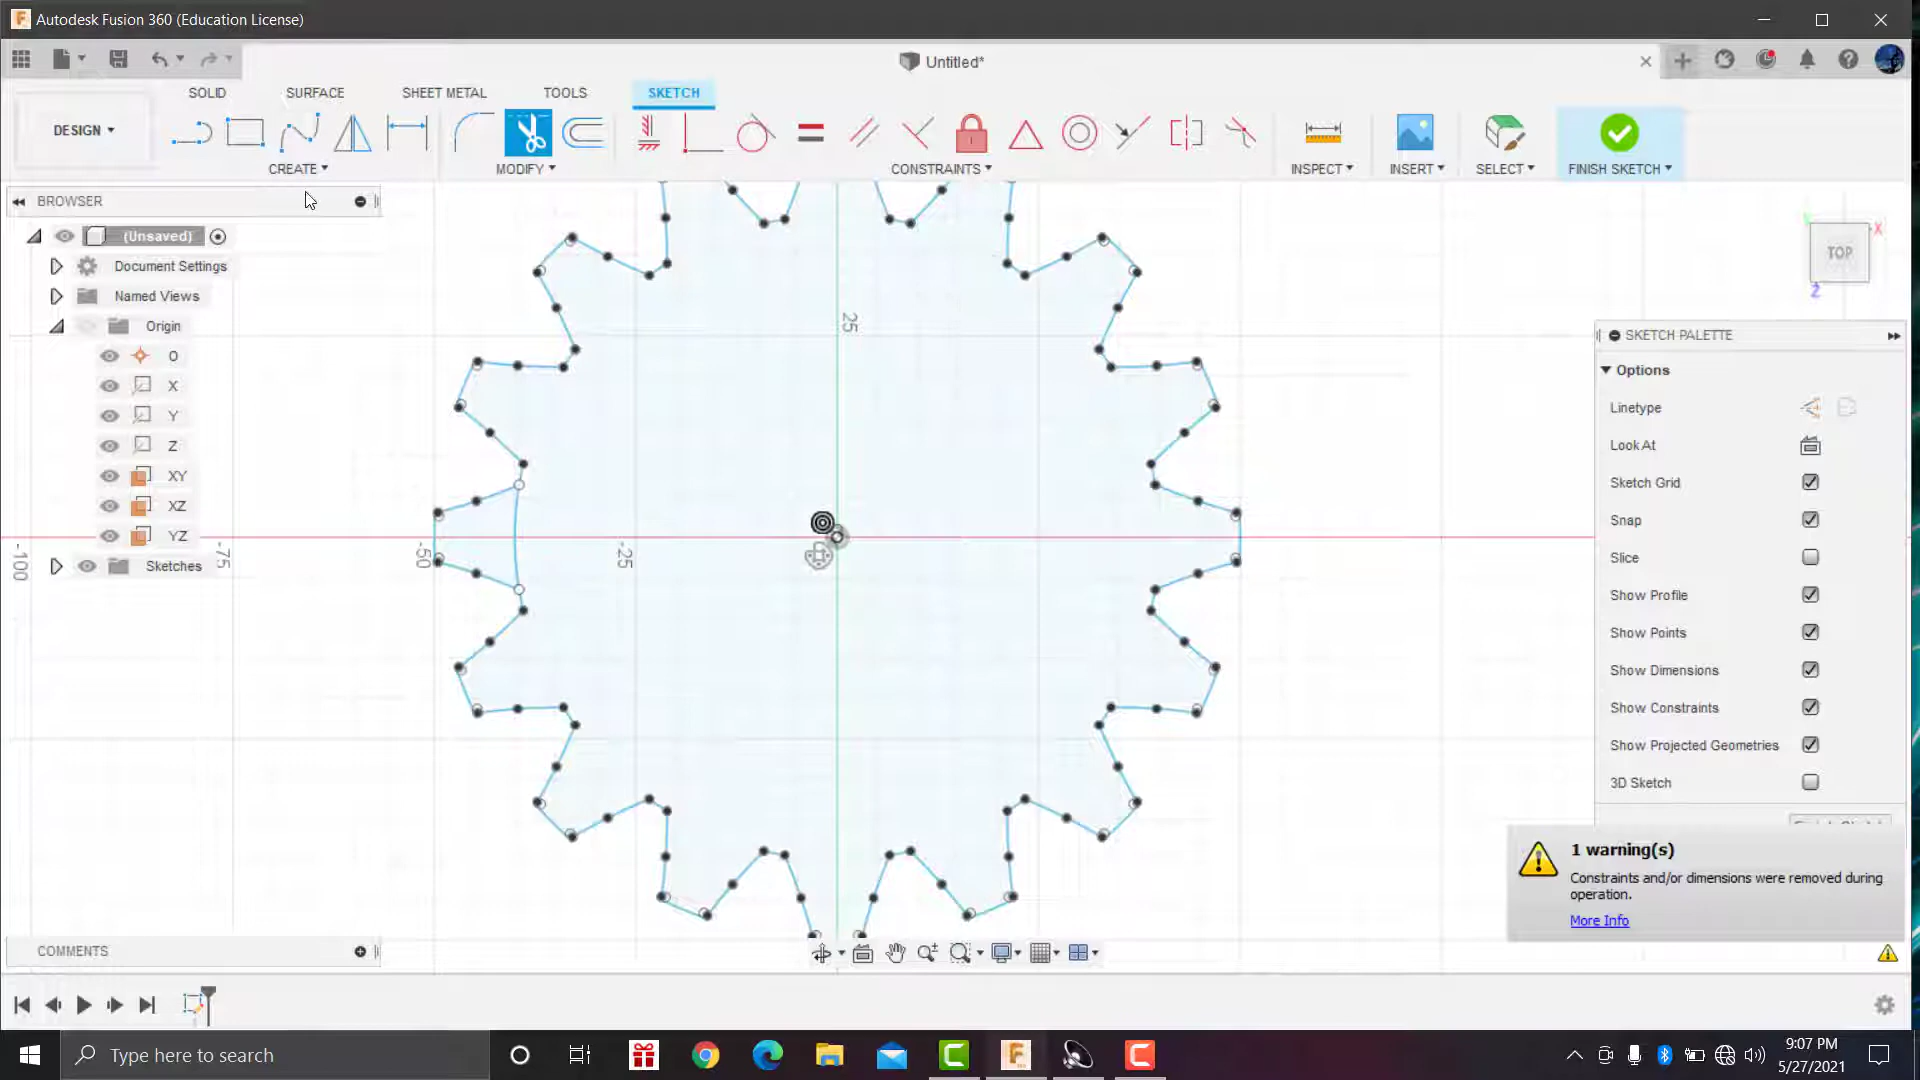 Autodesk Fusion 360 (Education License)
Untitled*
SOLID
SURFACE
SHEET METAL
TOOLS
SKETCH
DESIGN
CREATE
MODIFY
CONSTRAINTS
INSPECT
INSERT
SELECT
FINISH SKETCH
BROWSER
(Unsaved)
Document Settings
Named Views
Origin
O
X
Y
Z
XY
XZ
YZ
Sketches
25
-100
-75
-50
-25
TOP
X
Z
SKETCH PALETTE
Options
Linetype
Look At
Sketch Grid
Snap
Slice
Show Profile
Show Points
Show Dimensions
Show Constraints
Show Projected Geometries
3D Sketch
1 warning(s)
Constraints and/or dimensions were removed during
operation.
More Info
COMMENTS
Type here to search
9:07 PM
5/27/2021